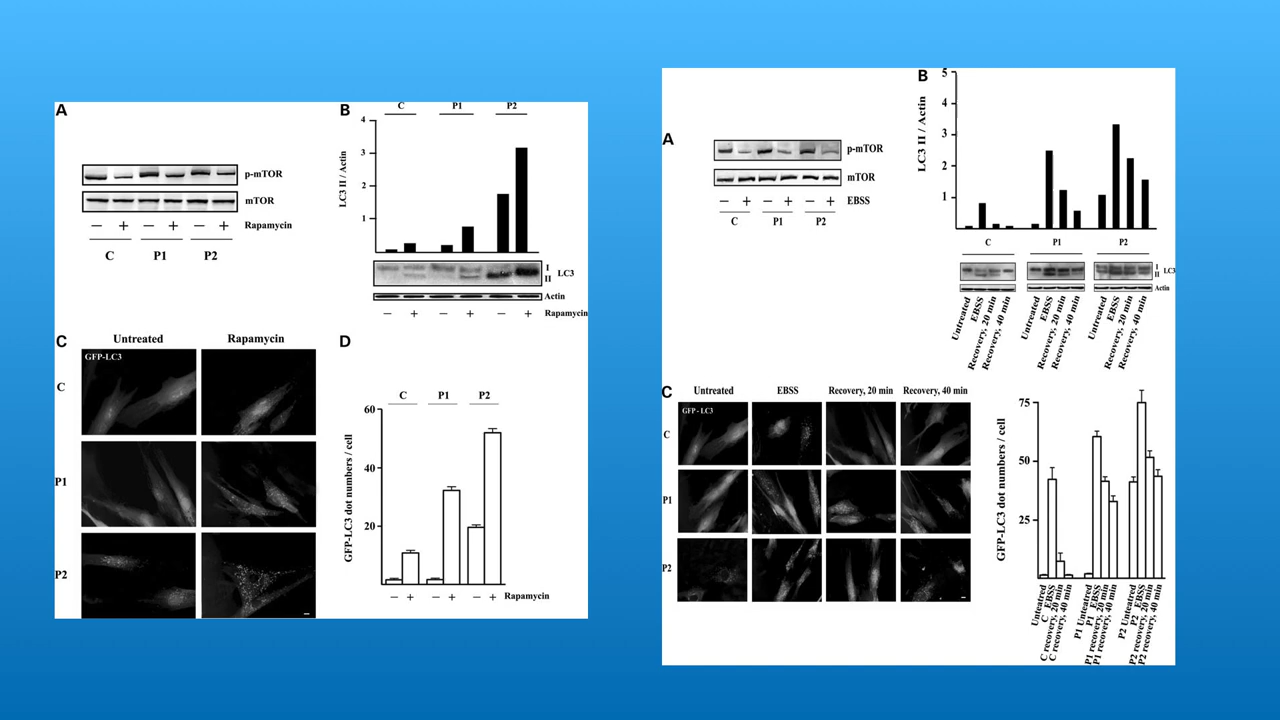 A
p-mTOR
mTOR
− + − + − + Rapamycin
C P1 P2
B
C P1 P2
LC3 II / Actin
4
3
2
1
I
II LC3
Actin
− + − + − + Rapamycin
C
Untreated Rapamycin
GFP-LC3
C
P1
P2
D
C P1 P2
GFP-LC3 dot numbers / cell
60
40
20
− + − + − + Rapamycin
A
p-mTOR
mTOR
− + − + − + EBSS
C P1 P2
B
LC3 II / Actin
5
4
3
2
1
C P1 P2
I
II LC3
Actin
Untreated EBSS Recovery, 20 min Recovery, 40 min
Untreated EBSS Recovery, 20 min Recovery, 40 min
Untreated EBSS Recovery, 20 min Recovery, 40 min
C
Untreated EBSS Recovery, 20 min Recovery, 40 min
GFP - LC3
C
P1
P2
GFP-LC3 dot numbers / cell
75
50
25
C Untreated
C EBSS
C recovery, 20 min
C recovery, 40 min
P1 Untreated
P1 EBSS
P1 recovery, 20 min
P1 recovery, 40 min
P2 Untreated
P2 EBSS
P2 recovery, 20 min
P2 recovery, 40 min